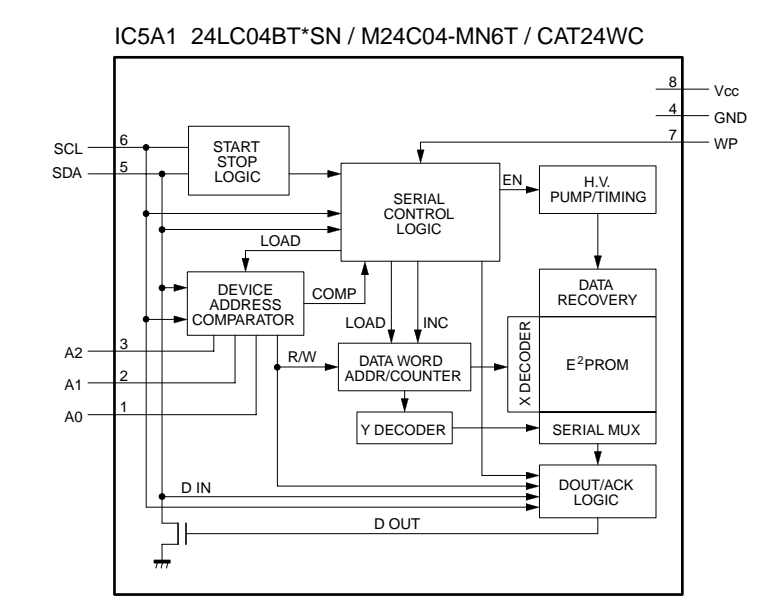 IC5A1 24LC04BT*SN / M24C04-MN6T / CAT24WC
8
Vcc
4
GND
7
WP
SCL
6
SDA
5
START
STOP
LOGIC
SERIAL
CONTROL
LOGIC
EN
H.V.
PUMP/TIMING
LOAD
DEVICE
ADDRESS
COMPARATOR
COMP
DATA
RECOVERY
LOAD
INC
A2
3
A1
2
A0
1
R/W
DATA WORD
ADDR/COUNTER
X DECODER
E²PROM
Y DECODER
SERIAL MUX
D IN
DOUT/ACK
LOGIC
D OUT